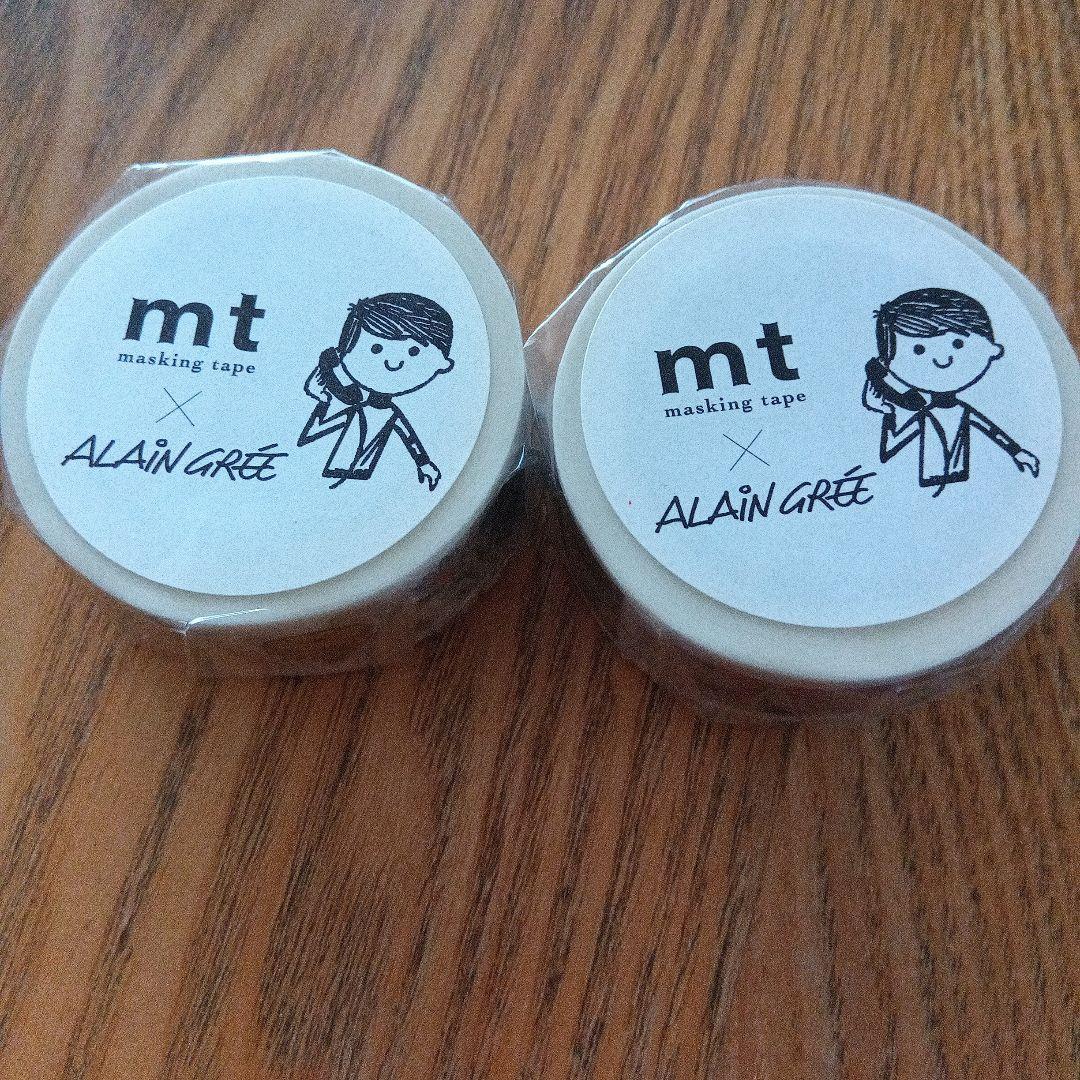 mt
masking tape
×
ALAiN GRÉE
mt
masking tape
×
ALAiN GRÉE